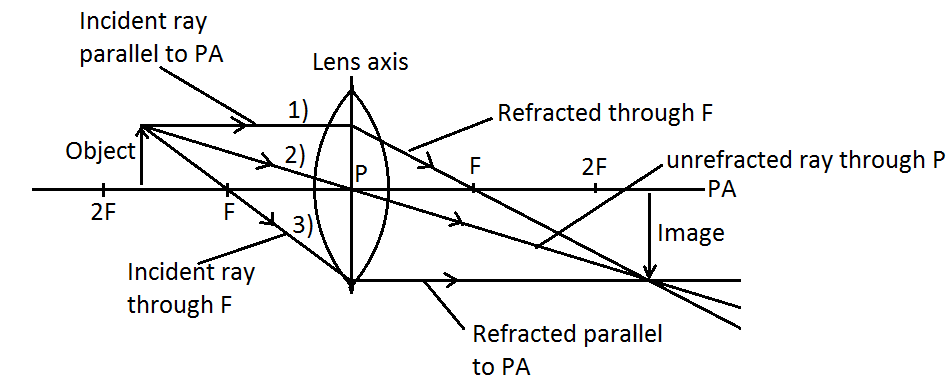 Incident ray
parallel to PA
Lens axis
1)
Refracted through F
Object
2)
unrefracted ray through P
P
F
2F
PA
2F
F
3)
Image
Incident ray
through F
Refracted parallel
to PA